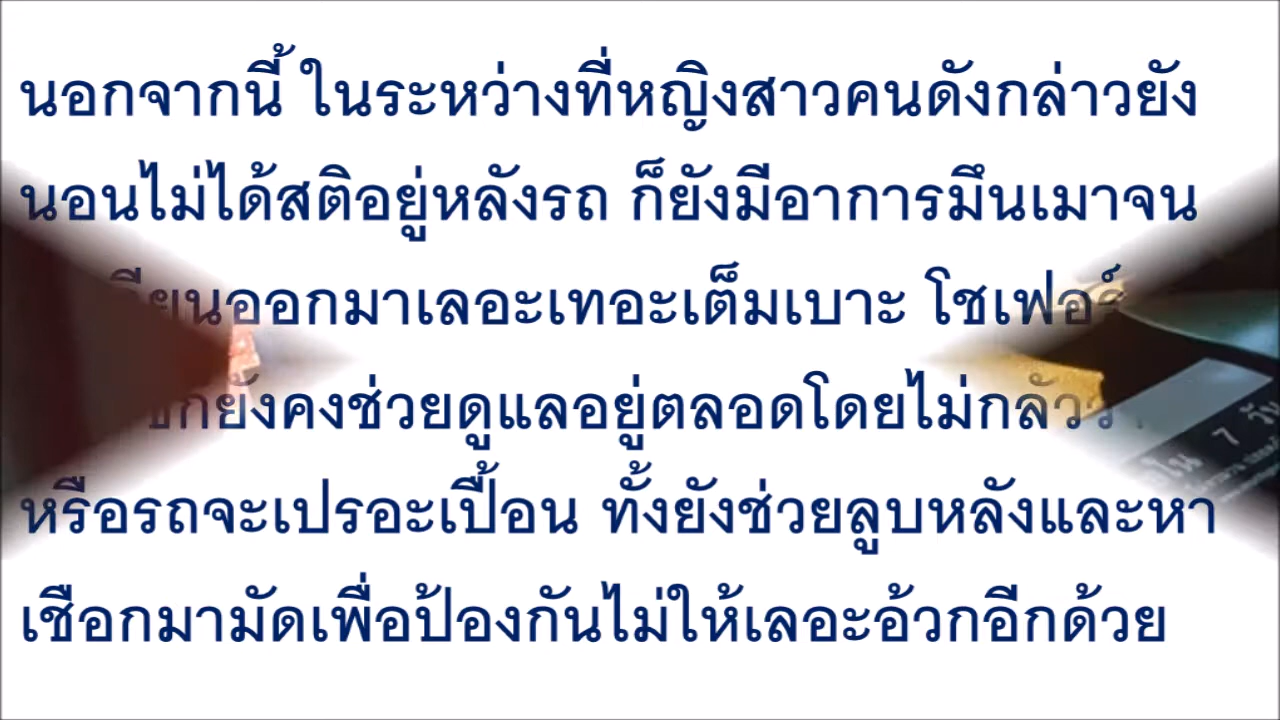 นอกจากนี้ ในระหว่างที่หญิงสาวคนดังกล่าวยัง
นอนไม่ได้สติอยู่หลังรถ ก็ยังมีอาการมึนเมาจน
ออกมาเลอะเทอะเต็มเบาะ โชเฟอร์
ยังคงช่วยดูแลอยู่ตลอดโดยไม่กลัว
หรือรถจะเปรอะเปื้อน ทั้งยังช่วยลูบหลังและหา
เชือกมามัดเพื่อป้องกันไม่ให้เลอะอ้วกอีกด้วย
7 วัน